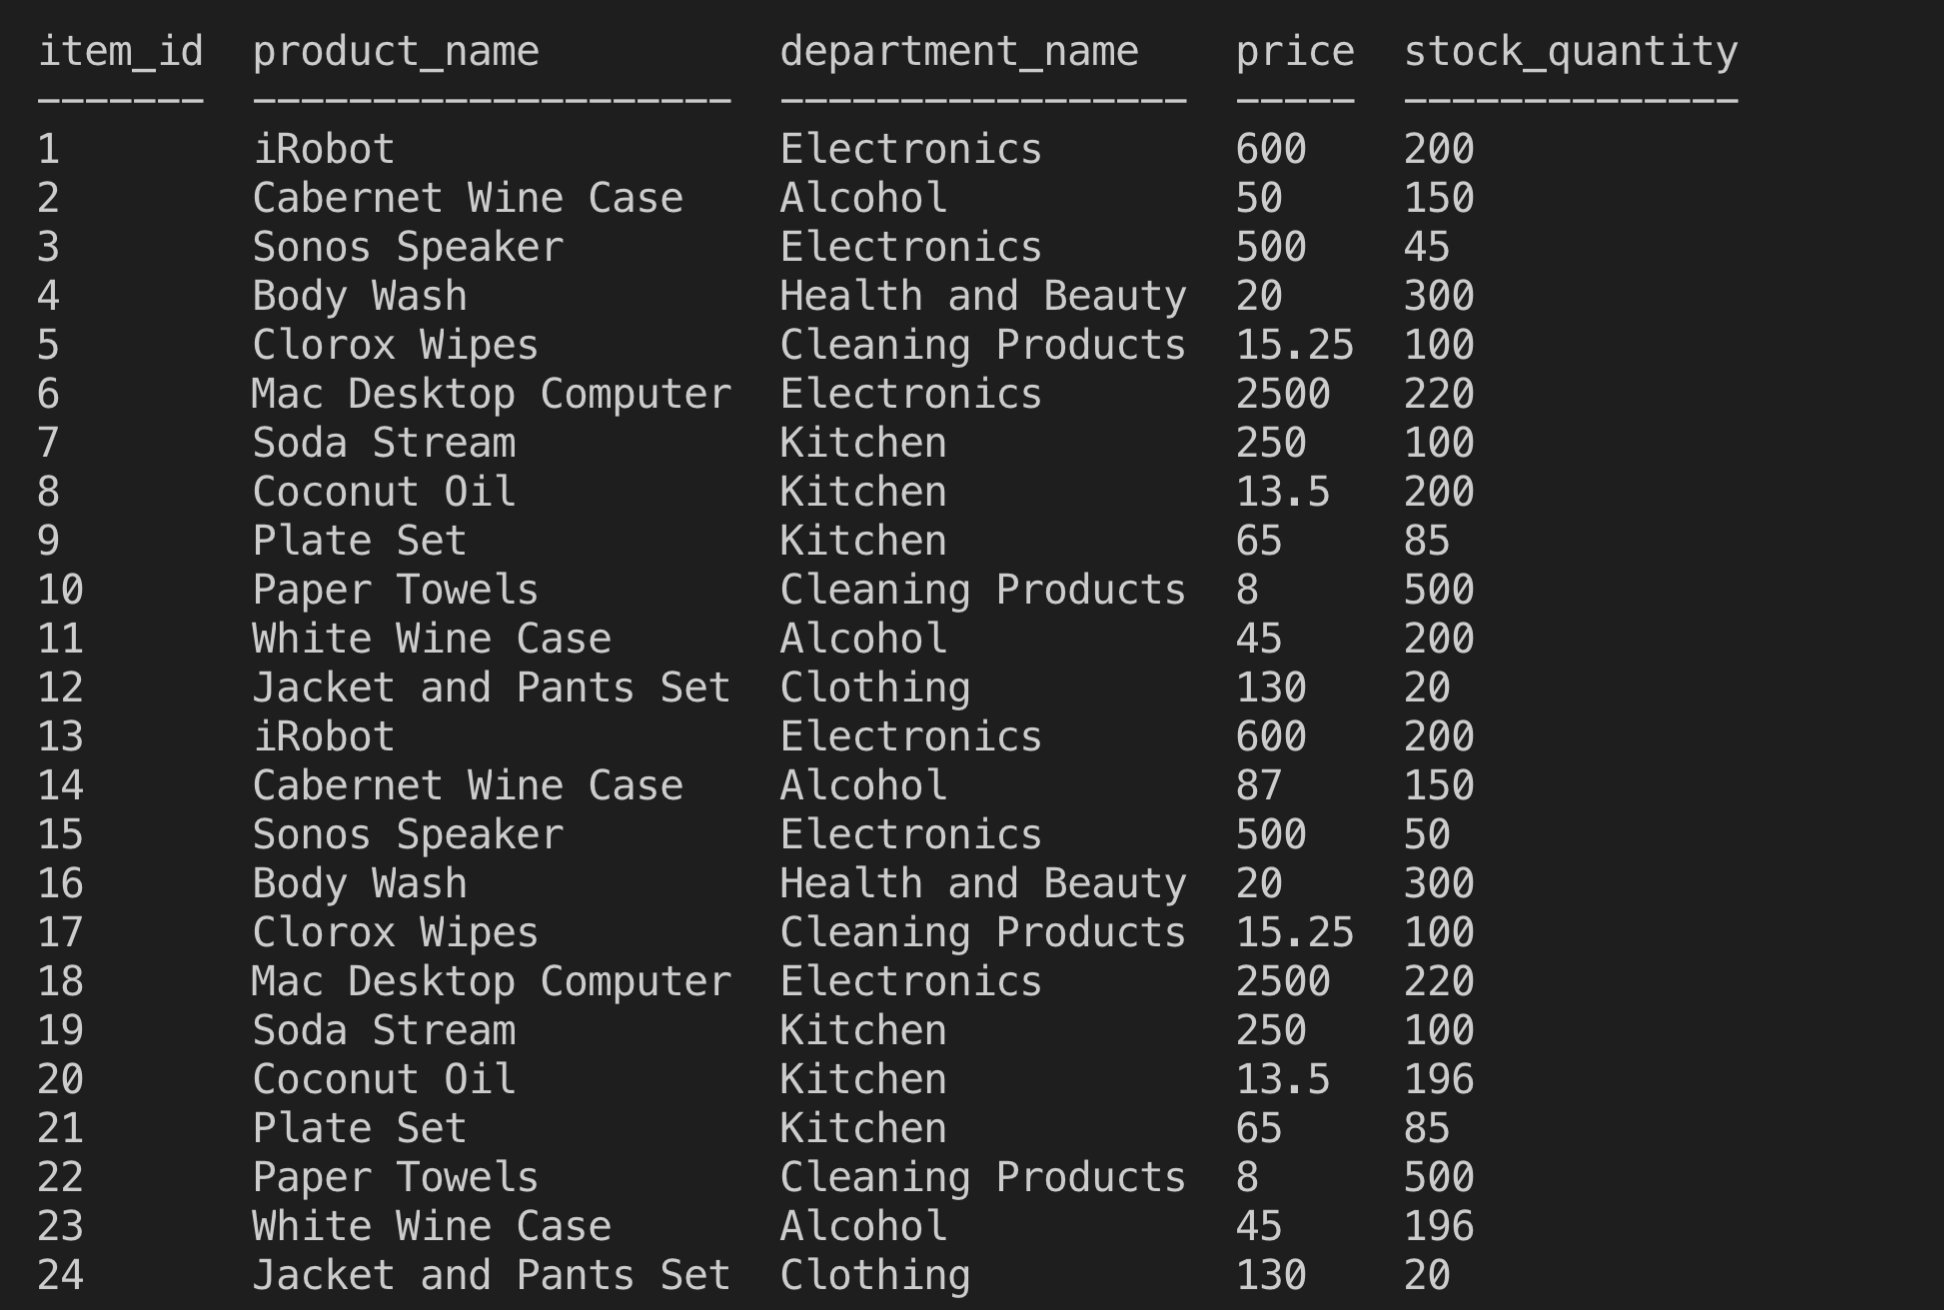 item_id  product_name          department_name    price  stock_quantity
-------  --------------------  -----------------  -----  --------------
1        iRobot                Electronics        600    200
2        Cabernet Wine Case    Alcohol            50     150
3        Sonos Speaker         Electronics        500    45
4        Body Wash             Health and Beauty  20     300
5        Clorox Wipes          Cleaning Products  15.25  100
6        Mac Desktop Computer  Electronics        2500   220
7        Soda Stream           Kitchen            250    100
8        Coconut Oil           Kitchen            13.5   200
9        Plate Set             Kitchen            65     85
10       Paper Towels          Cleaning Products  8      500
11       White Wine Case       Alcohol            45     200
12       Jacket and Pants Set  Clothing           130    20
13       iRobot                Electronics        600    200
14       Cabernet Wine Case    Alcohol            87     150
15       Sonos Speaker         Electronics        500    50
16       Body Wash             Health and Beauty  20     300
17       Clorox Wipes          Cleaning Products  15.25  100
18       Mac Desktop Computer  Electronics        2500   220
19       Soda Stream           Kitchen            250    100
20       Coconut Oil           Kitchen            13.5   196
21       Plate Set             Kitchen            65     85
22       Paper Towels          Cleaning Products  8      500
23       White Wine Case       Alcohol            45     196
24       Jacket and Pants Set  Clothing           130    20